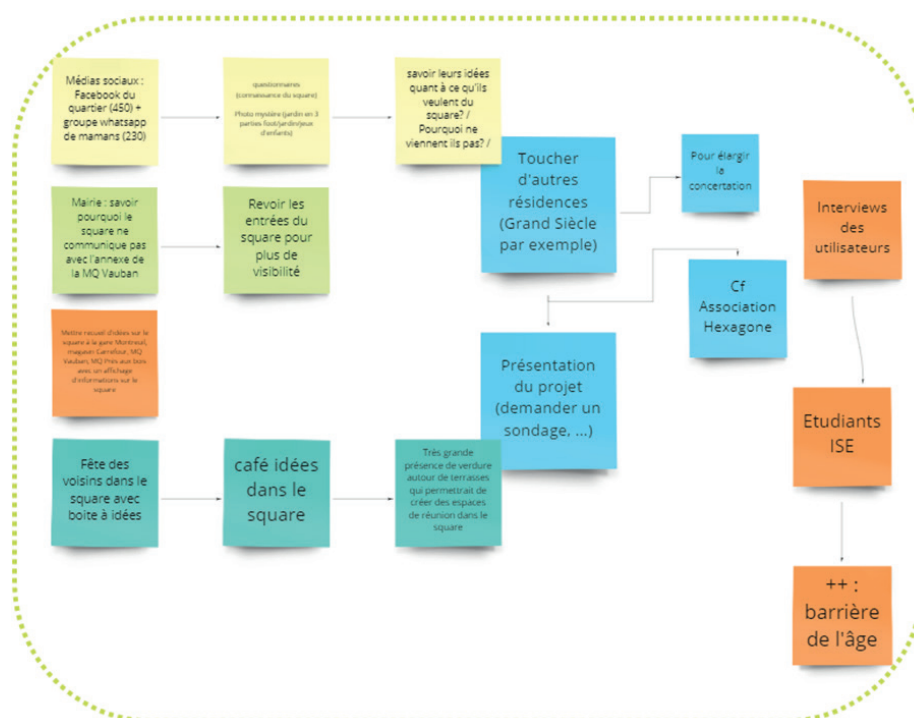 Médias sociaux :
Facebook du
quartier (450) +
groupe whatsapp
de mamans (230)
questionnaires
(connaissance du square)
Photo mystère (jardin en 3
parties foot/jardin/jeux
d'enfants)
savoir leurs idées
quant à ce qu'ils
veulent du
square? /
Pourquoi ne
viennent ils pas? /
Toucher
d'autres
résidences
(Grand Siècle
par exemple)
Pour élargir
la
concertation
Interviews
des
utilisateurs
Mairie : savoir
pourquoi le
square ne
communique pas
avec l'annexe de
la MQ Vauban
Revoir les
entrées du
square pour
plus de
visibilité
Cf
Association
Hexagone
Mettre recueil d'idées sur le
square à la gare Montreuil,
magasin Carrefour, MQ
Vauban, MQ Près aux bois
avec un affichage
d'informations sur le
square
Présentation
du projet
(demander un
sondage, ...)
Etudiants
ISE
Fête des
voisins dans le
square avec
boite à idées
café idées
dans le
square
Très grande
présence de verdure
autour de terrasses
qui permettrait de
créer des espaces
de réunion dans le
square
++ :
barrière
de l'âge